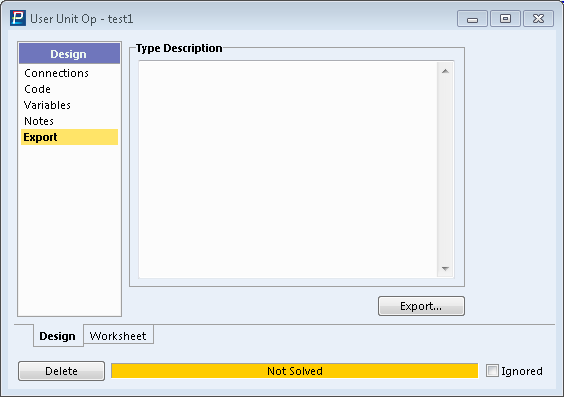 User Unit Op - test1
Design
Connections
Code
Variables
Notes
Export
Type Description
Export...
Design
Worksheet
Delete
Not Solved
Ignored